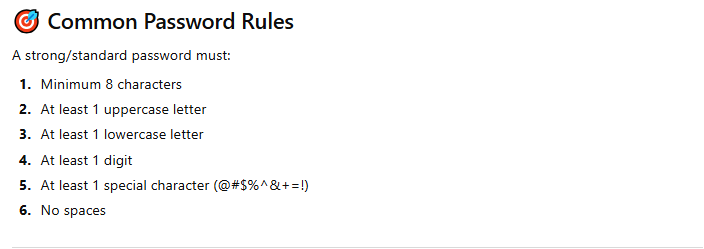 🎯 Common Password Rules
A strong/standard password must:
1. Minimum 8 characters
2. At least 1 uppercase letter
3. At least 1 lowercase letter
4. At least 1 digit
5. At least 1 special character (@#$%^&+=!)
6. No spaces